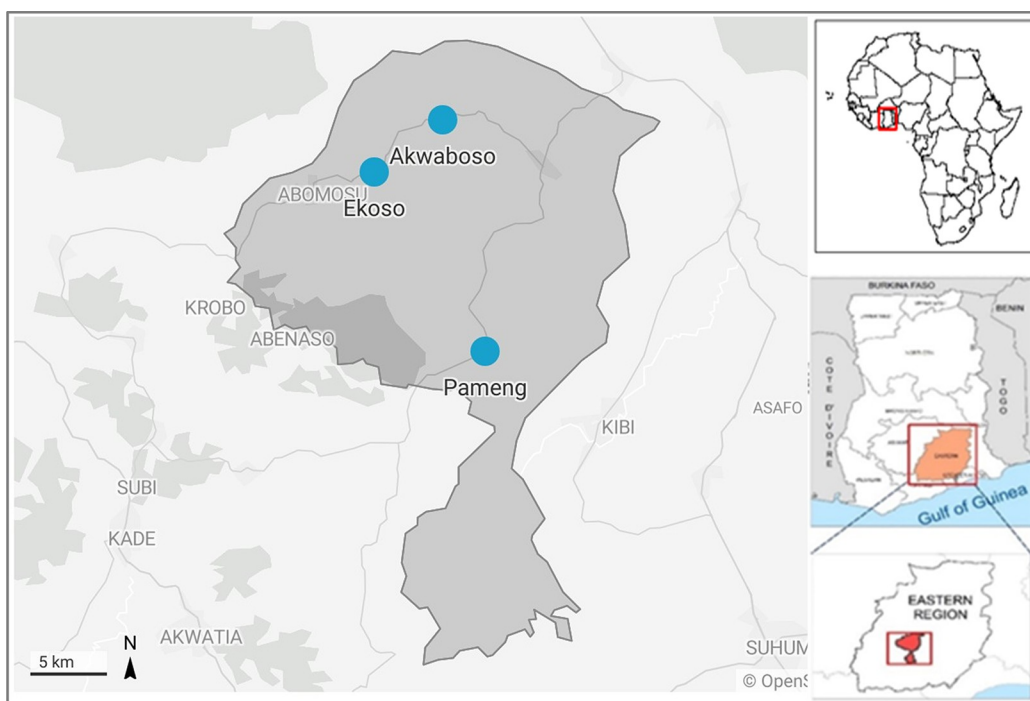 Akwaboso
ABOMOSU
Ekoso
KROBO
ABENASO
Pameng
KIBI
ASAFO
SUBI
KADE
AKWATIA
SUHUM
5 km
N
© OpenS
BURKINA FASO
BENIN
COTE D'IVOIRE
TOGO
Gulf of Guinea
EASTERN
REGION